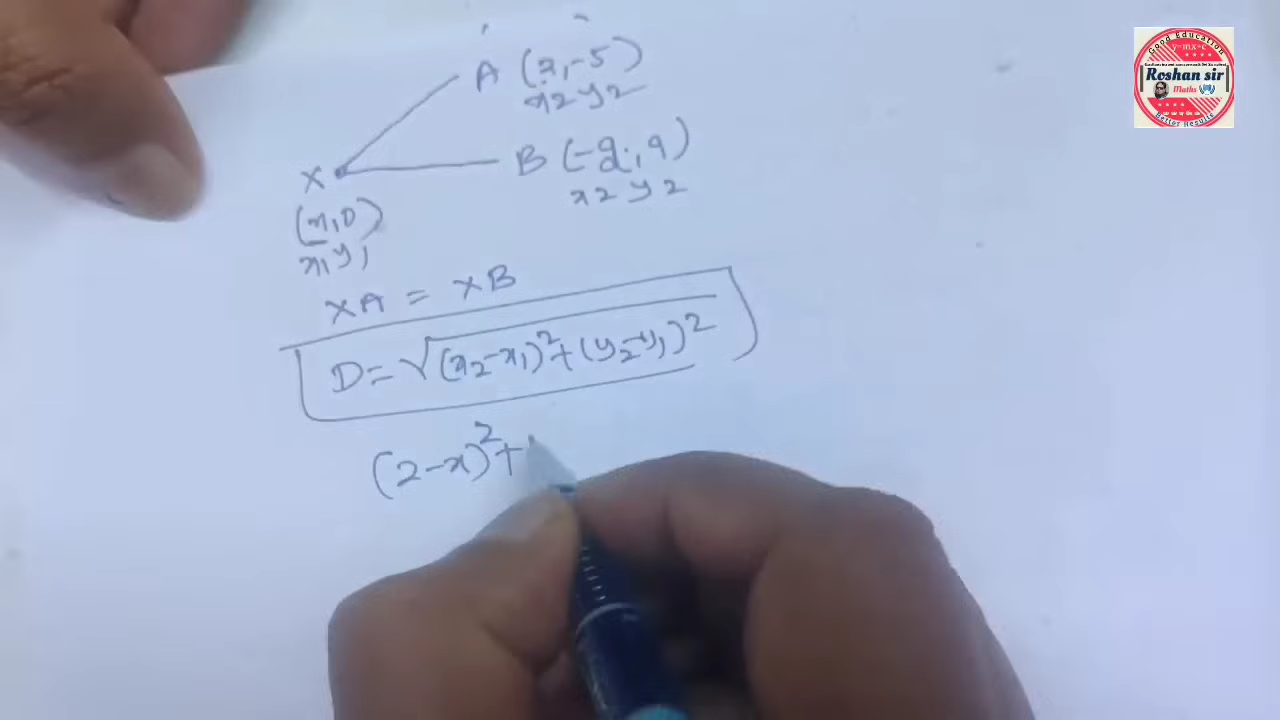 A (2,-5)
x2 y2
B (-2,9)
x2 y2
X
(x,0)
x1 y1
XA = XB
D=√(x2-x1)²+(y2-y1)²
(2-x)²+
Good Education
y=mx+c
Roshan sir
Maths
Better Results